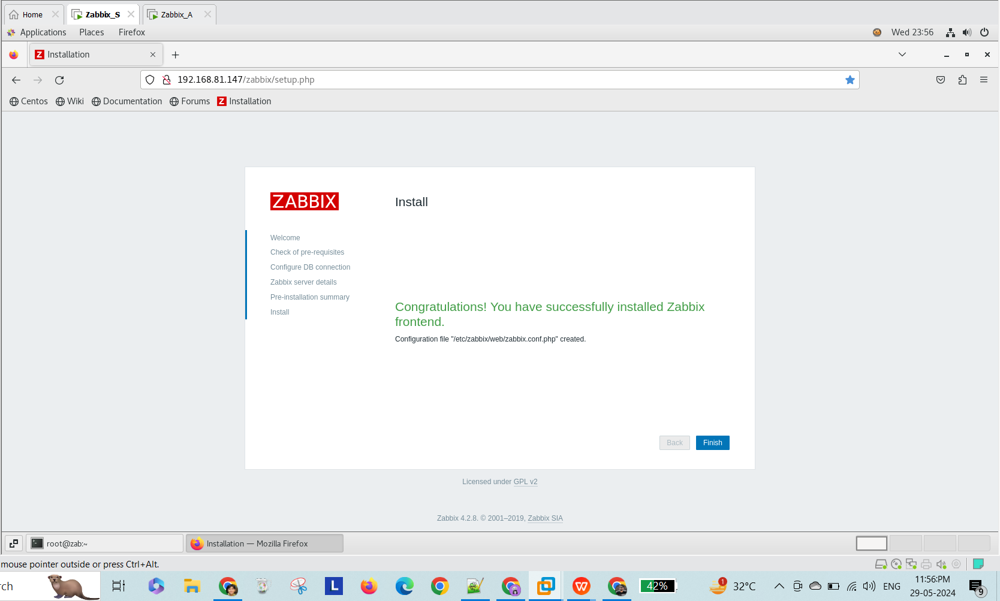 Home
Zabbix_S
Zabbix_A
Applications Places Firefox
Wed 23:56
Z Installation
192.168.81.147/zabbix/setup.php
Centos Wiki Documentation Forums Z Installation
ZABBIX
Install
Welcome
Check of pre-requisites
Configure DB connection
Zabbix server details
Pre-installation summary
Install
Congratulations! You have successfully installed Zabbix
frontend.
Configuration file "/etc/zabbix/web/zabbix.conf.php" created.
Back Finish
Licensed under GPL v2
Zabbix 4.2.8. © 2001–2019, Zabbix SIA
root@zab:~
Installation — Mozilla Firefox
mouse pointer outside or press Ctrl+Alt.
rch
L
W
42%
1
32°C
ENG
11:56:PM
29-05-2024
9